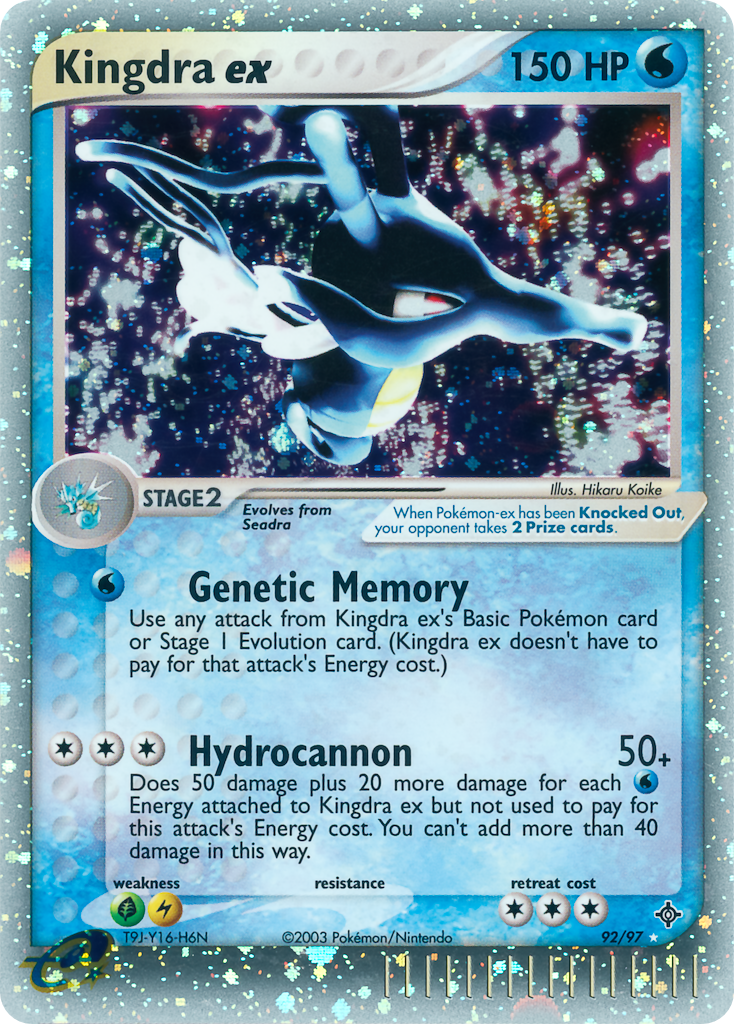 Kingdra ex
150 HP
Illus. Hikaru Koike
STAGE2
Evolves from
Seadra
When Pokémon-ex has been Knocked Out,
your opponent takes 2 Prize cards.
Genetic Memory
Use any attack from Kingdra ex's Basic Pokémon card
or Stage 1 Evolution card. (Kingdra ex doesn't have to
pay for that attack's Energy cost.)
Hydrocannon 50+
Does 50 damage plus 20 more damage for each
Energy attached to Kingdra ex but not used to pay for
this attack's Energy cost. You can't add more than 40
damage in this way.
weakness resistance retreat cost
T9J-Y16-H6N ©2003 Pokémon/Nintendo 92/97
e